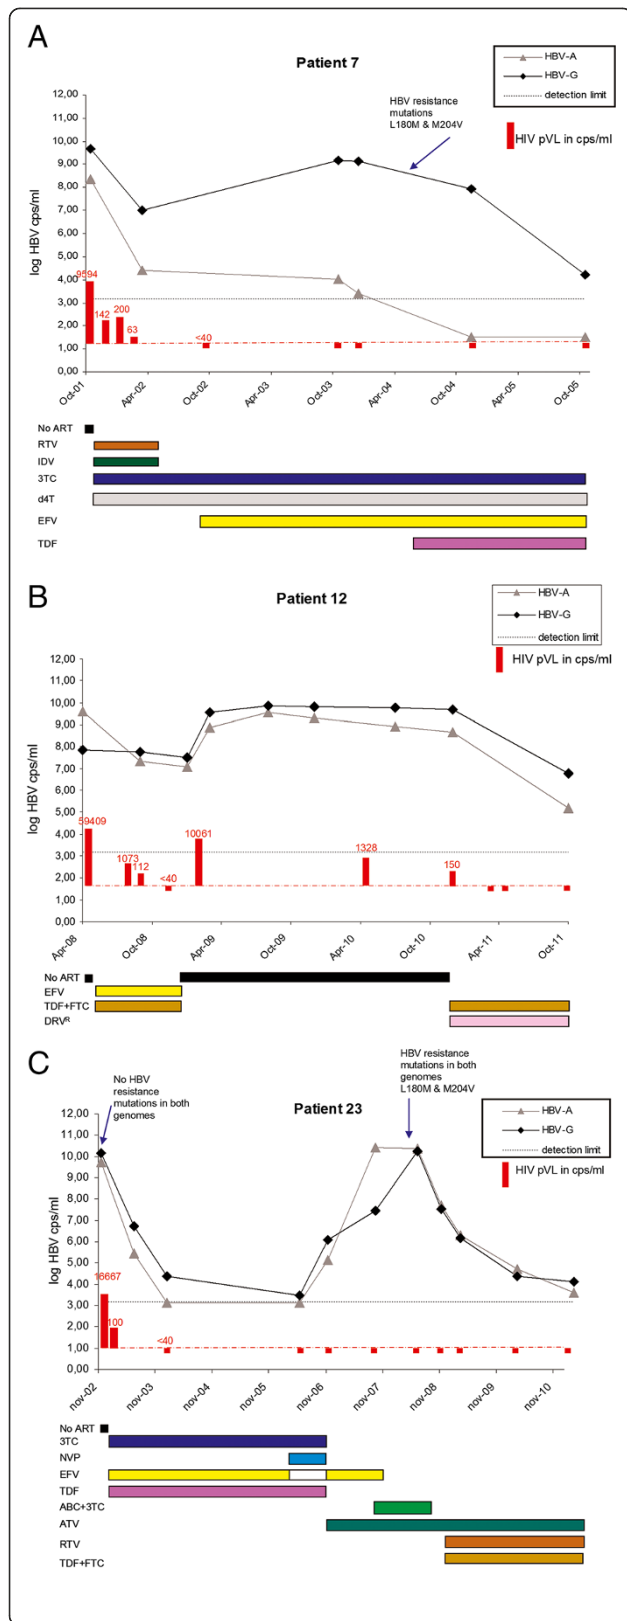 A
Patient 7
HBV-A
HBV-G
detection limit
HIV pVL in cps/ml
HBV resistance
mutations
L180M & M204V
log HBV cps/ml
12,00
11,00
10,00
9,00
8,00
7,00
6,00
5,00
4,00
3,00
2,00
1,00
0,00
9594
142
200
63
<40
Oct-01
Apr-02
Oct-02
Apr-03
Oct-03
Apr-04
Oct-04
Apr-05
Oct-05
No ART
RTV
IDV
3TC
d4T
EFV
TDF
B
Patient 12
HBV-A
HBV-G
detection limit
HIV pVL in cps/ml
log HBV cps/ml
12,00
11,00
10,00
9,00
8,00
7,00
6,00
5,00
4,00
3,00
2,00
1,00
0,00
59409
1073
112
<40
10061
1328
150
Apr-08
Oct-08
Apr-09
Oct-09
Apr-10
Oct-10
Apr-11
Oct-11
No ART
EFV
TDF+FTC
DRVᴿ
C
No HBV
resistance
mutations in both
genomes
Patient 23
HBV resistance
mutations in both
genomes
L180M & M204V
HBV-A
HBV-G
detection limit
HIV pVL in cps/ml
log HBV cps/ml
12,00
11,00
10,00
9,00
8,00
7,00
6,00
5,00
4,00
3,00
2,00
1,00
0,00
16667
100
<40
nov-02
nov-03
nov-04
nov-05
nov-06
nov-07
nov-08
nov-09
nov-10
No ART
3TC
NVP
EFV
TDF
ABC+3TC
ATV
RTV
TDF+FTC